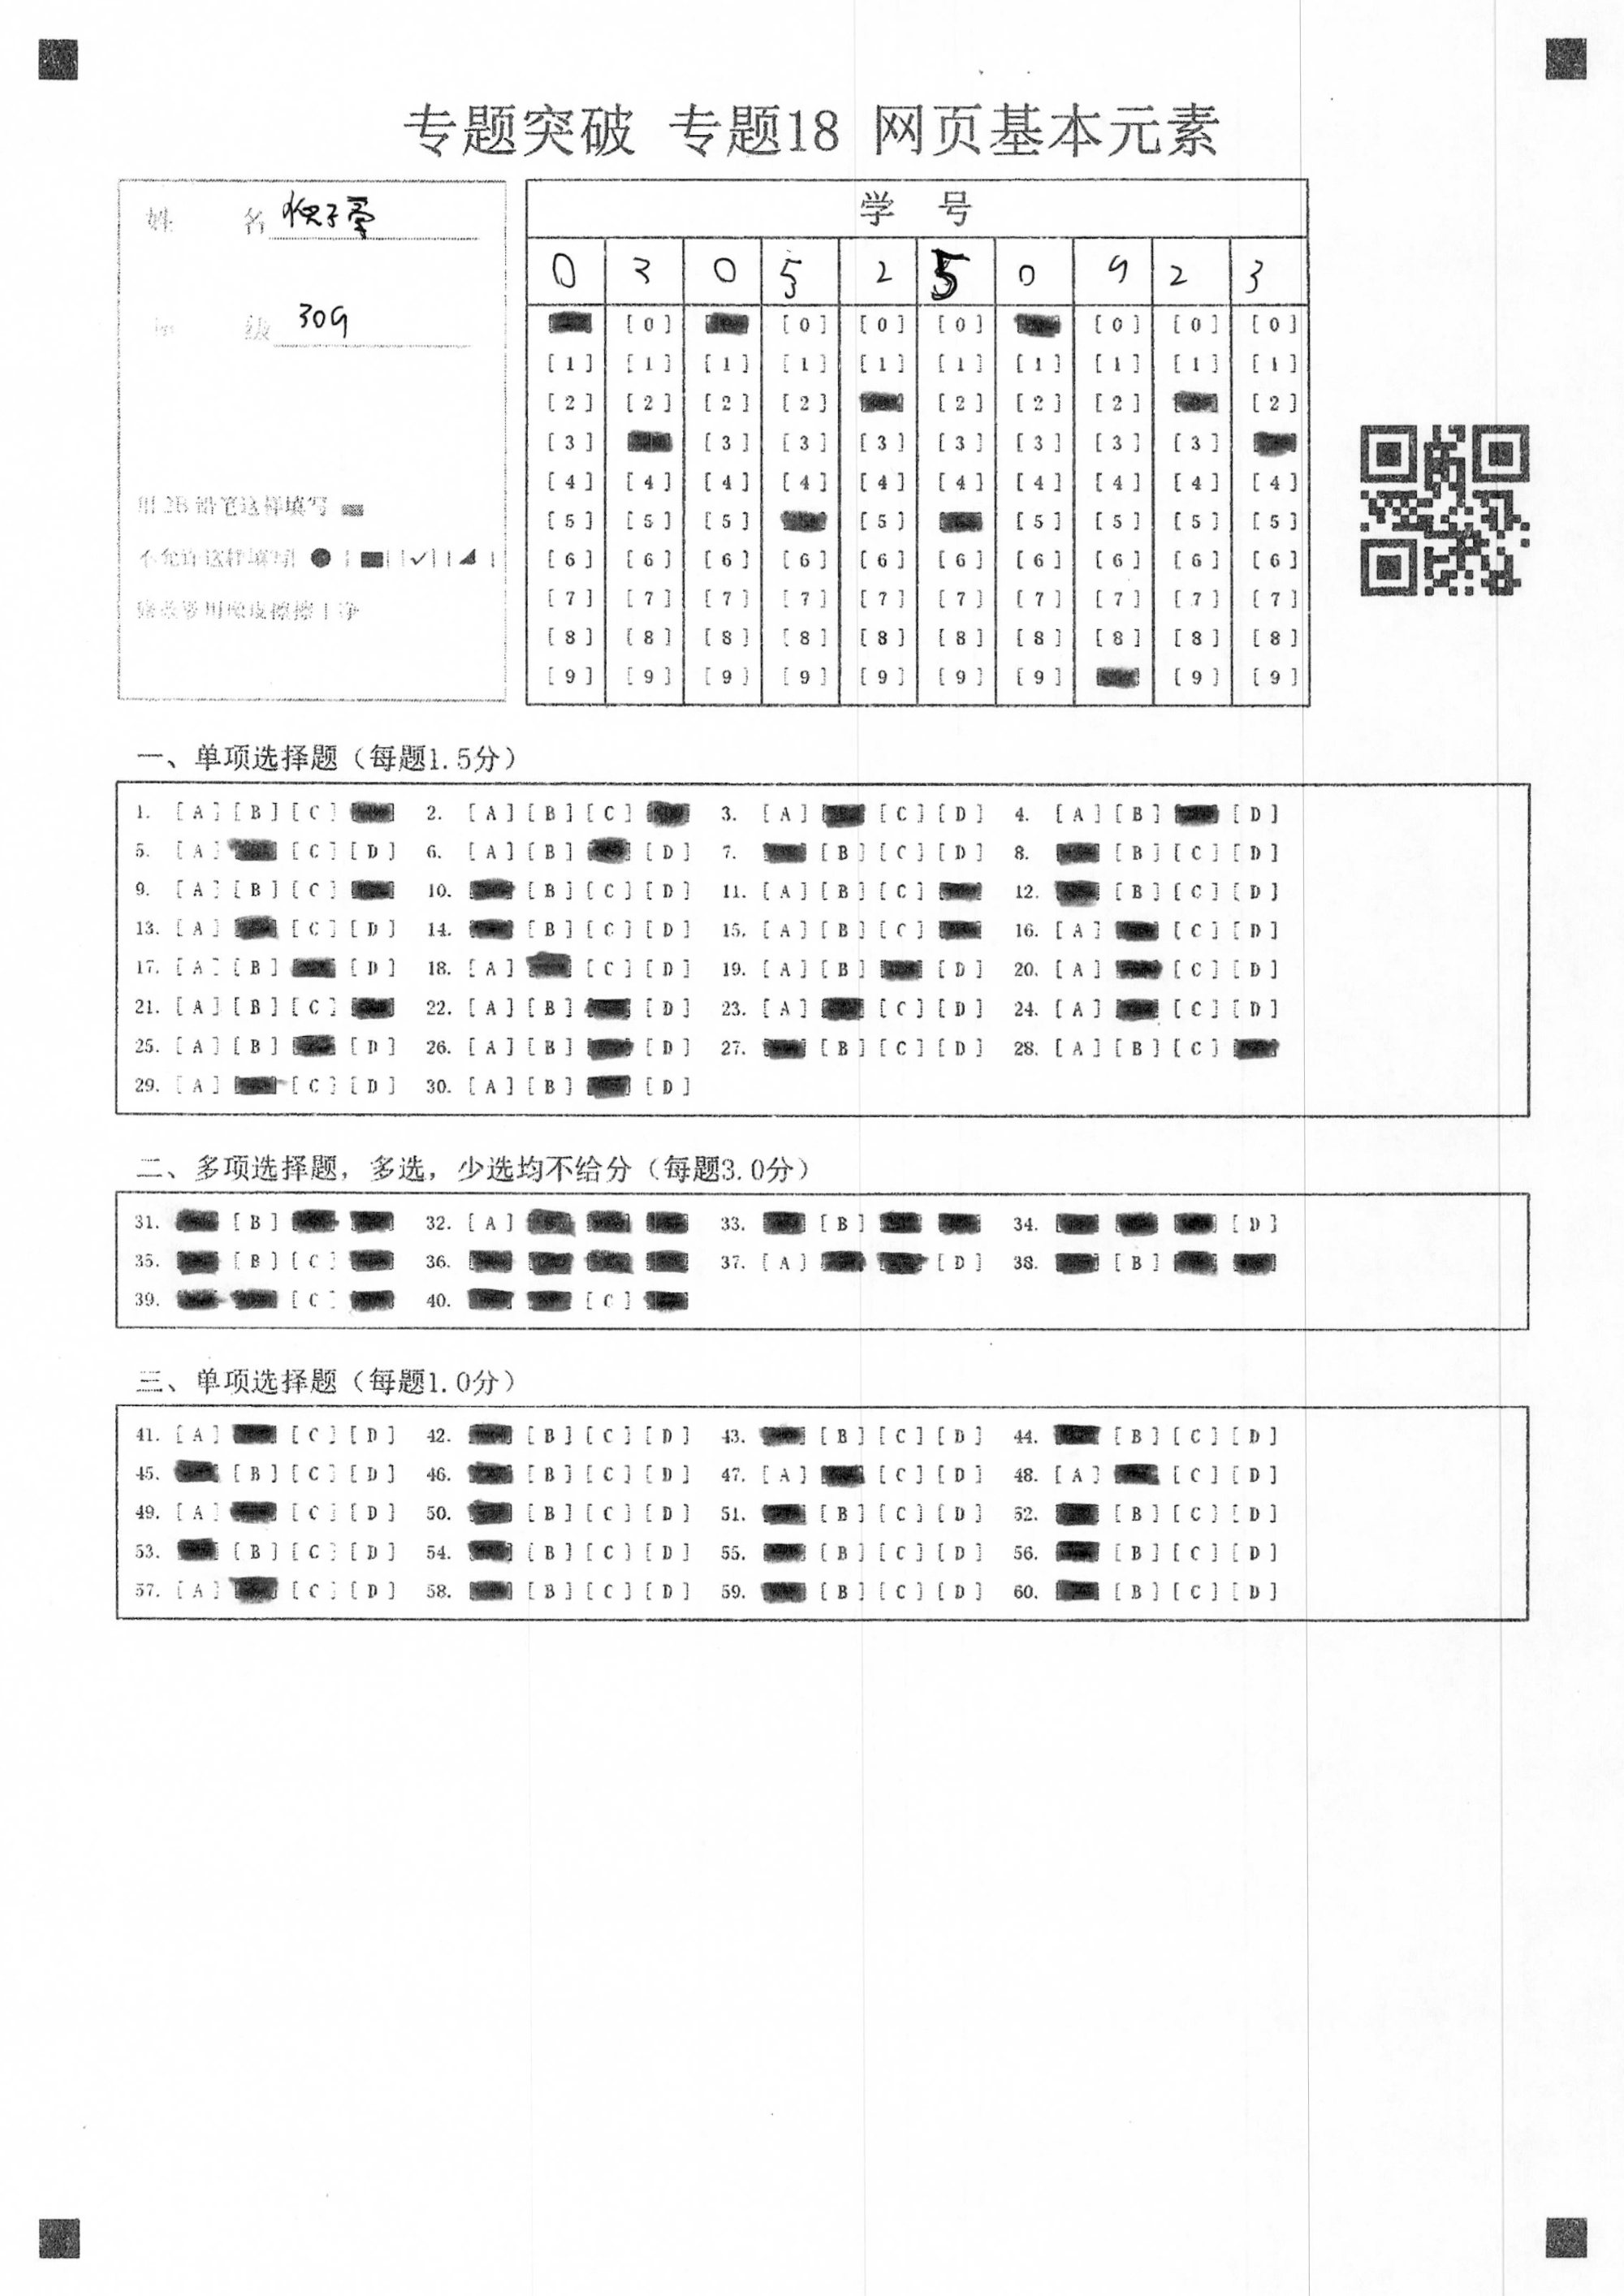 专题突破 专题18 网页基本元素
姓 名
级 309
用2B铅笔这样填写
不允许这样填写
学 号
0 3 0 5 2 5 0 9 2 3
[0] [0] [0] [0] [0] [0] [0]
[1] [1] [1] [1] [1] [1] [1] [1] [1] [1]
[2] [2] [2] [2] [2] [2] [2] [2]
[3] [3] [3] [3] [3] [3] [3] [3]
[4] [4] [4] [4] [4] [4] [4] [4] [4] [4]
[5] [5] [5] [5] [5] [5] [5] [5]
[6] [6] [6] [6] [6] [6] [6] [6] [6] [6]
[7] [7] [7] [7] [7] [7] [7] [7] [7] [7]
[8] [8] [8] [8] [8] [8] [8] [8] [8] [8]
[9] [9] [9] [9] [9] [9] [9] [9] [9]
一、单项选择题（每题1.5分）
1. [A] [B] [C] 2. [A] [B] [C] 3. [A] [C] [D] 4. [A] [B] [D]
5. [A] [C] [D] 6. [A] [B] [D] 7. [B] [C] [D] 8. [B] [C] [D]
9. [A] [B] [C] 10. [B] [C] [D] 11. [A] [B] [C] 12. [B] [C] [D]
13. [A] [C] [D] 14. [B] [C] [D] 15. [A] [B] [C] 16. [A] [C] [D]
17. [A] [B] [D] 18. [A] [C] [D] 19. [A] [B] [D] 20. [A] [C] [D]
21. [A] [B] [C] 22. [A] [B] [D] 23. [A] [C] [D] 24. [A] [C] [D]
25. [A] [B] [D] 26. [A] [B] [D] 27. [B] [C] [D] 28. [A] [B] [C]
29. [A] [C] [D] 30. [A] [B] [D]
二、多项选择题，多选，少选均不给分（每题3.0分）
31. [B] 32. [A] 33. [B] 34. [D]
35. [B] [C] 36. 37. [A] [D] 38. [B]
39. [C] 40. [C]
三、单项选择题（每题1.0分）
41. [A] [C] [D] 42. [B] [C] [D] 43. [B] [C] [D] 44. [B] [C] [D]
45. [B] [C] [D] 46. [B] [C] [D] 47. [A] [C] [D] 48. [A] [C] [D]
49. [A] [C] [D] 50. [B] [C] [D] 51. [B] [C] [D] 52. [B] [C] [D]
53. [B] [C] [D] 54. [B] [C] [D] 55. [B] [C] [D] 56. [B] [C] [D]
57. [A] [C] [D] 58. [B] [C] [D] 59. [B] [C] [D] 60. [B] [C] [D]